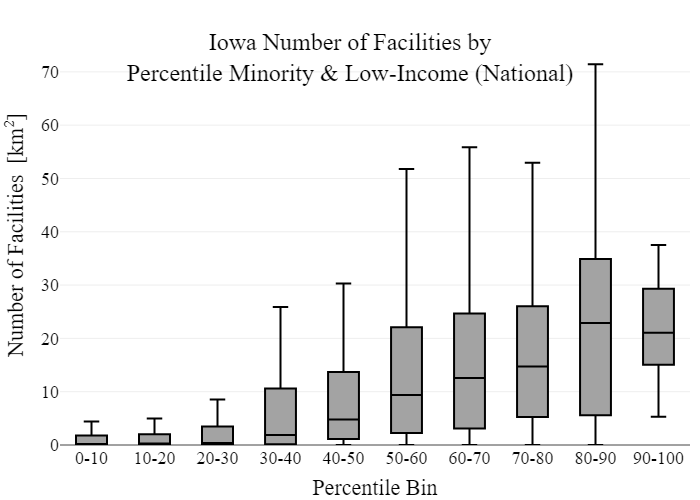 Iowa Number of Facilities by
Percentile Minority & Low-Income (National)
Number of Facilities [km²]
70
60
50
40
30
20
10
0
0-10 10-20 20-30 30-40 40-50 50-60 60-70 70-80 80-90 90-100
Percentile Bin